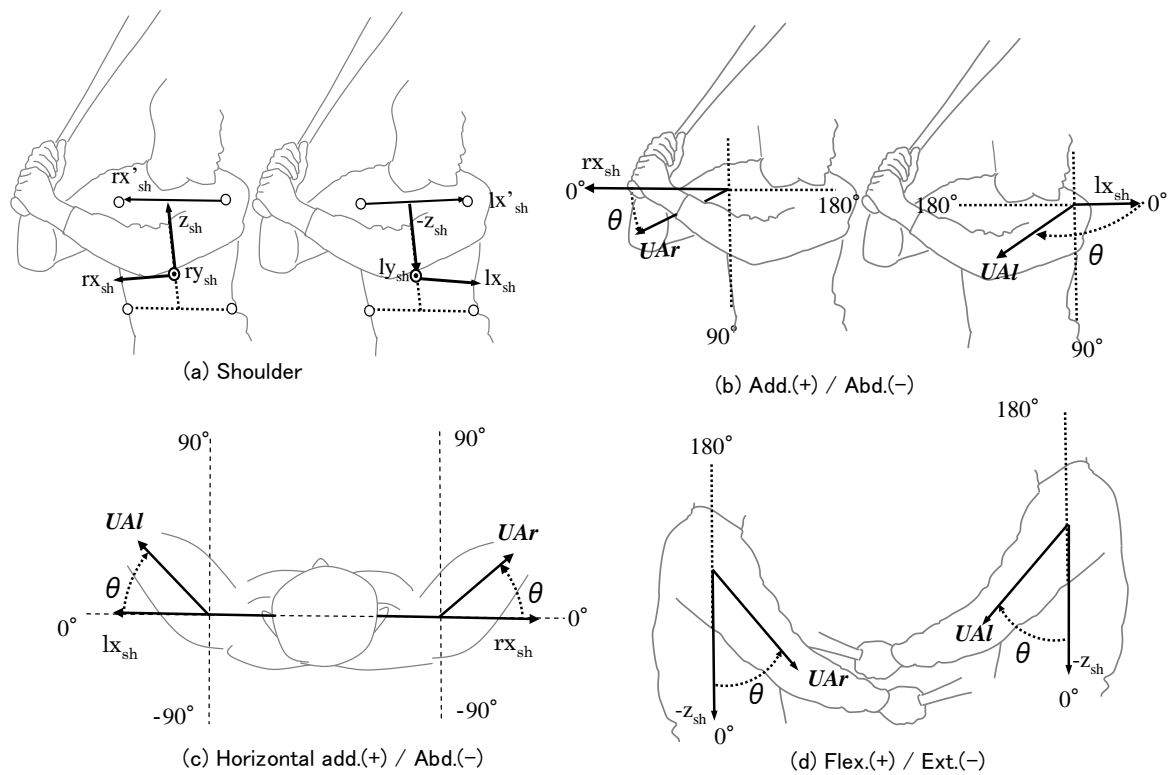 rx'sh
zsh
rxsh
rysh
lx'sh
-zsh
lysh
lxsh
(a) Shoulder
rxsh
0°
θ
UAr
180°
90°
180°
lxsh
0°
θ
UAl
90°
(b) Add.(+) / Abd.(-)
90°
UAl
θ
0°
lxsh
-90°
90°
UAr
θ
0°
rxsh
-90°
(c) Horizontal add.(+) / Abd.(-)
180°
UAr
θ
-zsh
0°
180°
UAl
θ
-zsh
0°
(d) Flex.(+) / Ext.(-)